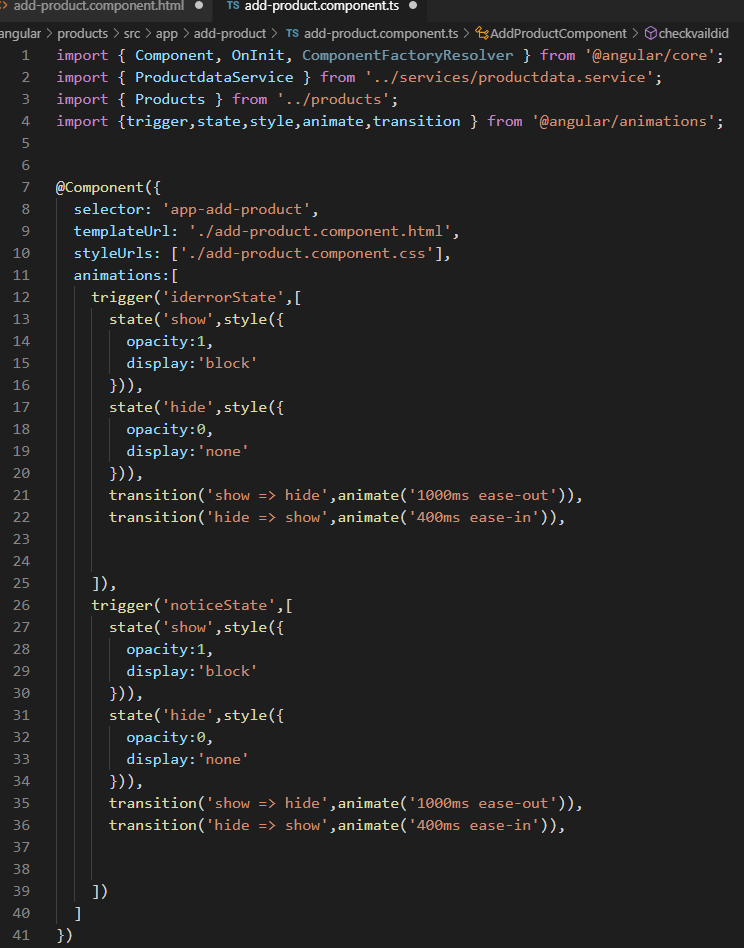 add-product.component.html
TS add-product.component.ts
angular > products > src > app > add-product > TS add-product.component.ts > AddProductComponent > checkvaildid
1 import { Component, OnInit, ComponentFactoryResolver } from '@angular/core';
2 import { ProductdataService } from '../services/productdata.service';
3 import { Products } from '../products';
4 import {trigger,state,style,animate,transition } from '@angular/animations';
5
6
7 @Component({
8   selector: 'app-add-product',
9   templateUrl: './add-product.component.html',
10   styleUrls: ['./add-product.component.css'],
11   animations:[
12     trigger('iderrorState',[
13       state('show',style({
14         opacity:1,
15         display:'block'
16       })),
17       state('hide',style({
18         opacity:0,
19         display:'none'
20       })),
21       transition('show => hide',animate('1000ms ease-out')),
22       transition('hide => show',animate('400ms ease-in')),
23
24
25     ]),
26     trigger('noticeState',[
27       state('show',style({
28         opacity:1,
29         display:'block'
30       })),
31       state('hide',style({
32         opacity:0,
33         display:'none'
34       })),
35       transition('show => hide',animate('1000ms ease-out')),
36       transition('hide => show',animate('400ms ease-in')),
37
38
39     ])
40   ]
41 })